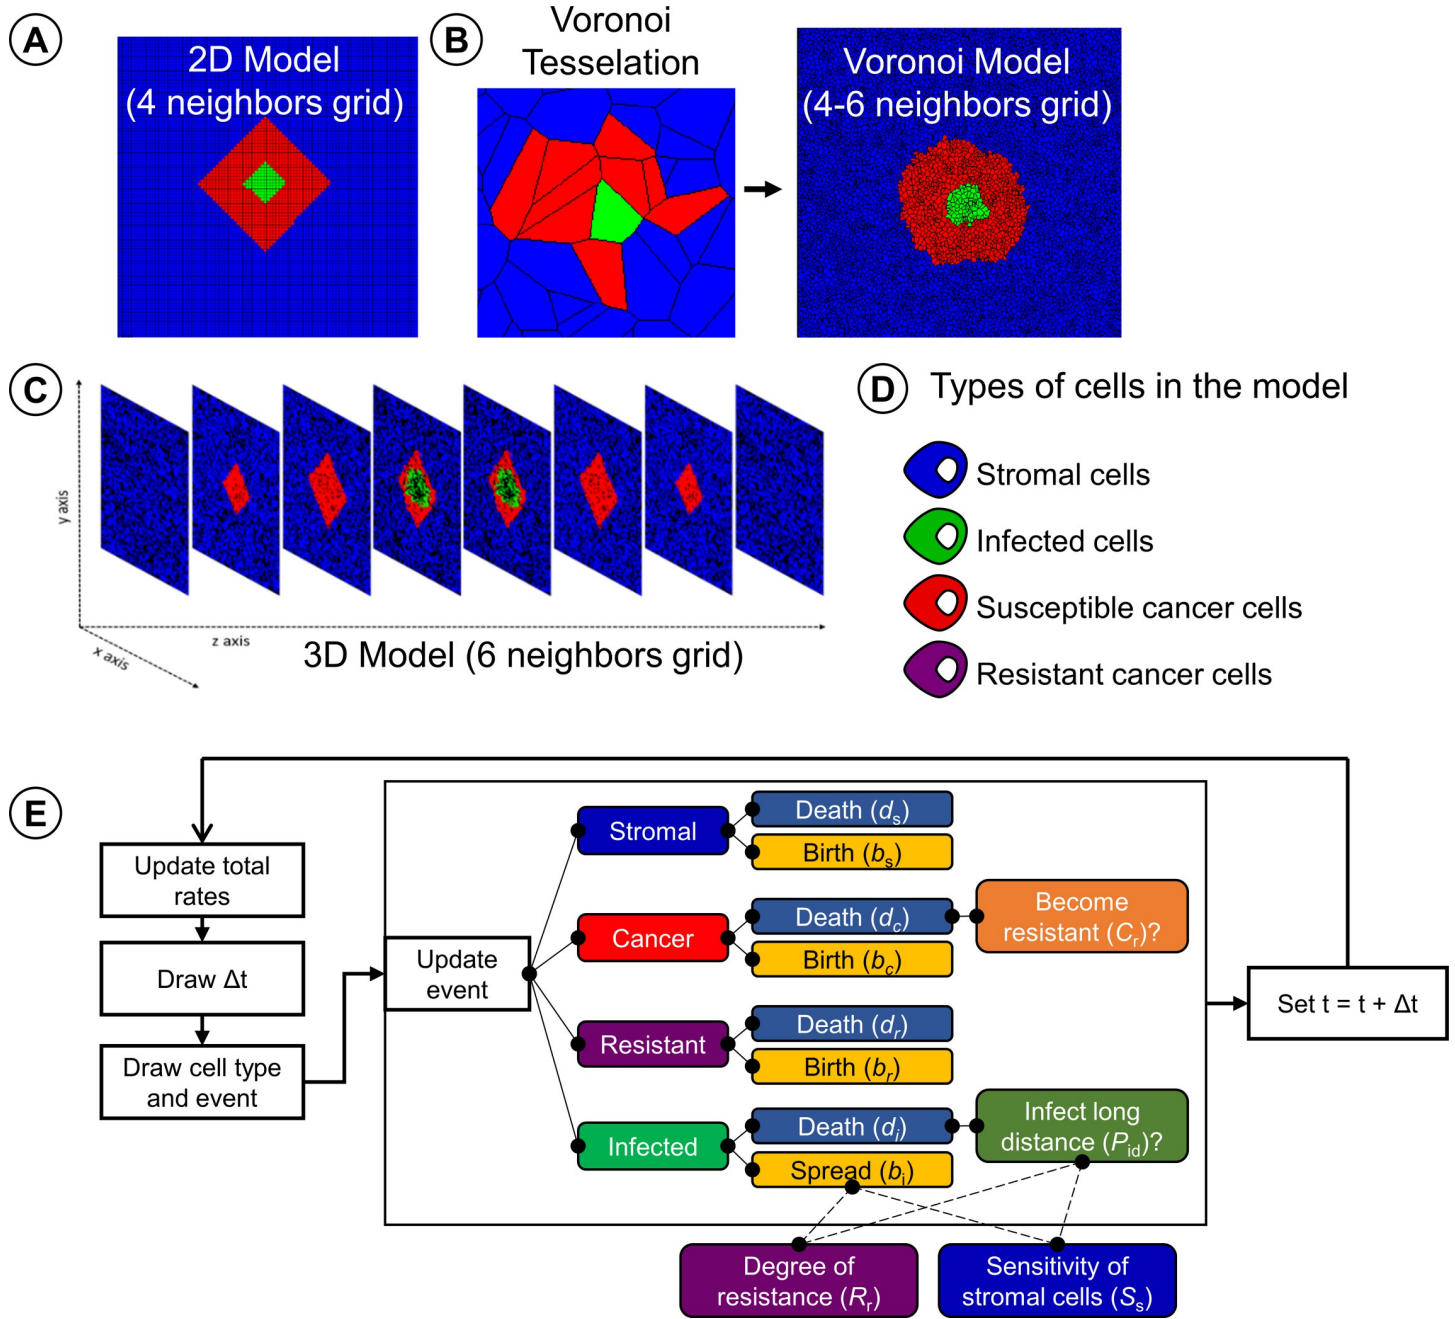 A
2D Model
(4 neighbors grid)
B
Voronoi
Tesselation
Voronoi Model
(4-6 neighbors grid)
C
y axis
z axis
x axis
3D Model (6 neighbors grid)
D
Types of cells in the model
Stromal cells
Infected cells
Susceptible cancer cells
Resistant cancer cells
E
Update total
rates
Draw Δt
Draw cell type
and event
Update
event
Stromal
Death (ds)
Birth (bs)
Cancer
Death (dc)
Birth (bc)
Become
resistant (Cr)?
Resistant
Death (dr)
Birth (br)
Infected
Death (di)
Spread (bi)
Infect long
distance (Pid)?
Set t = t + Δt
Degree of
resistance (Rr)
Sensitivity of
stromal cells (Ss)